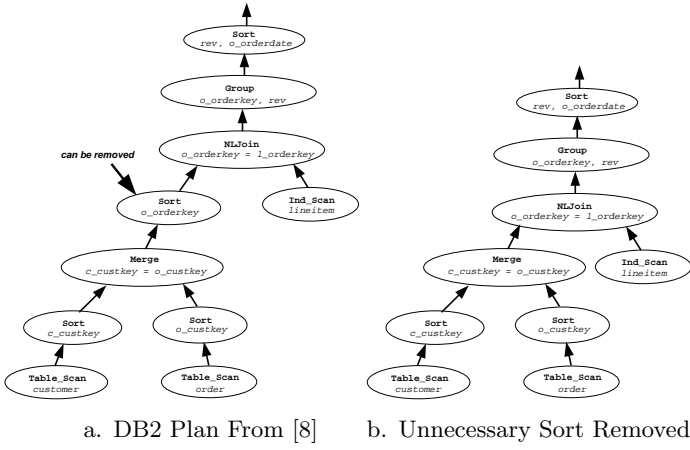 Sort
rev, o_orderdate
Group
o_orderkey, rev
NLJoin
o_orderkey = l_orderkey
can be removed
Sort
o_orderkey
Ind_Scan
lineitem
Merge
c_custkey = o_custkey
Sort
c_custkey
Sort
o_custkey
Table_Scan
customer
Table_Scan
order
a. DB2 Plan From [8]
Sort
rev, o_orderdate
Group
o_orderkey, rev
NLJoin
o_orderkey = l_orderkey
Merge
c_custkey = o_custkey
Ind_Scan
lineitem
Sort
c_custkey
Sort
o_custkey
Table_Scan
customer
Table_Scan
order
b. Unnecessary Sort Removed